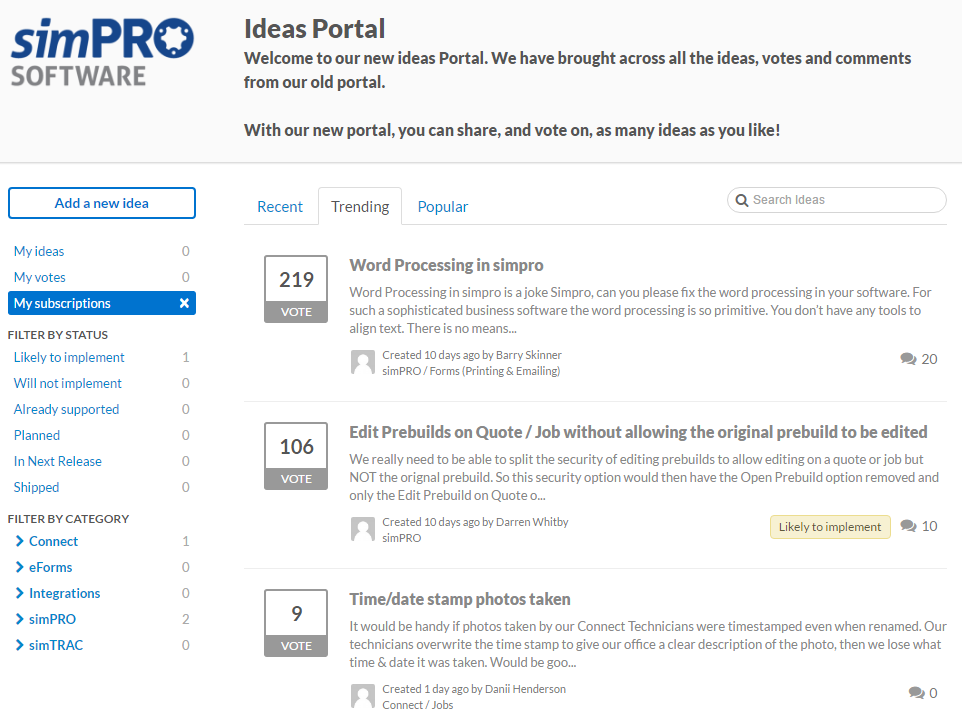 simPRO
SOFTWARE
Ideas Portal
Welcome to our new ideas Portal. We have brought across all the ideas, votes and comments
from our old portal.
With our new portal, you can share, and vote on, as many ideas as you like!
Add a new idea
My ideas 0
My votes 0
My subscriptions ×
FILTER BY STATUS
Likely to implement 1
Will not implement 0
Already supported 0
Planned 0
In Next Release 0
Shipped 0
FILTER BY CATEGORY
Connect 1
eForms 0
Integrations 0
simPRO 2
simTRAC 0
Recent Trending Popular
Search Ideas
219
VOTE
Word Processing in simpro
Word Processing in simpro is a joke Simpro, can you please fix the word processing in your software. For
such a sophisticated business software the word processing is so primitive. You don't have any tools to
align text. There is no means...
Created 10 days ago by Barry Skinner
simPRO / Forms (Printing & Emailing)
20
106
VOTE
Edit Prebuilds on Quote / Job without allowing the original prebuild to be edited
We really need to be able to split the security of editing prebuilds to allow editing on a quote or job but
NOT the orignal prebuild. So this security option would then have the Open Prebuild option removed and
only the Edit Prebuild on Quote o...
Created 10 days ago by Darren Whitby
simPRO
Likely to implement
10
9
VOTE
Time/date stamp photos taken
It would be handy if photos taken by our Connect Technicians were timestamped even when renamed. Our
technicians overwrite the time stamp to give our office a clear description of the photo, then we lose what
time & date it was taken. Would be goo...
Created 1 day ago by Danii Henderson
Connect / Jobs
0